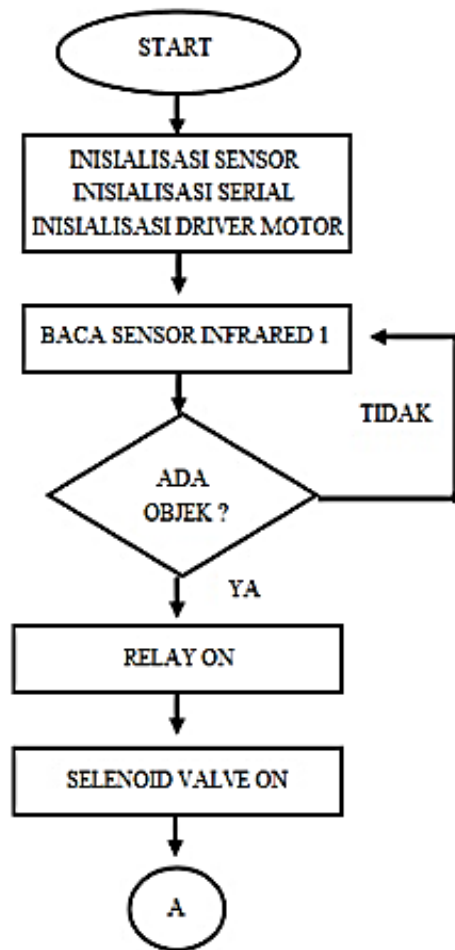 START
INISIALISASI SENSOR
INISIALISASI SERIAL
INISIALISASI DRIVER MOTOR
BACA SENSOR INFRARED 1
TIDAK
ADA
OBJEK ?
YA
RELAY ON
SELENOID VALVE ON
A